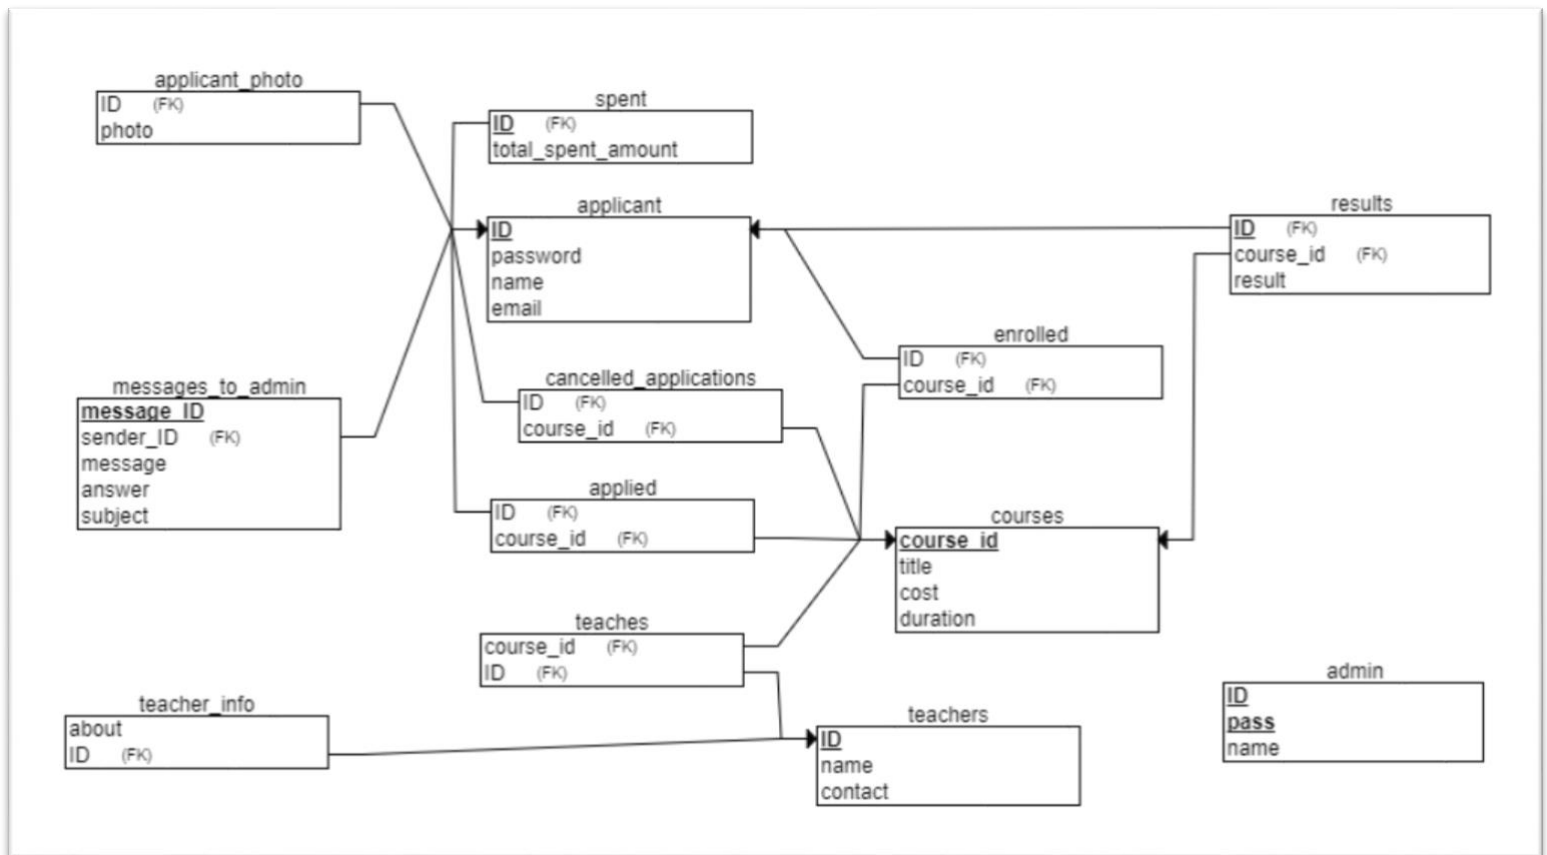 applicant_photo
ID (FK)
photo
spent
ID (FK)
total_spent_amount
applicant
ID
password
name
email
results
ID (FK)
course_id (FK)
result
enrolled
ID (FK)
course_id (FK)
messages_to_admin
message_ID
sender_ID (FK)
message
answer
subject
cancelled_applications
ID (FK)
course_id (FK)
applied
ID (FK)
course_id (FK)
courses
course_id
title
cost
duration
teaches
course_id (FK)
ID (FK)
teacher_info
about
ID (FK)
teachers
ID
name
contact
admin
ID
pass
name